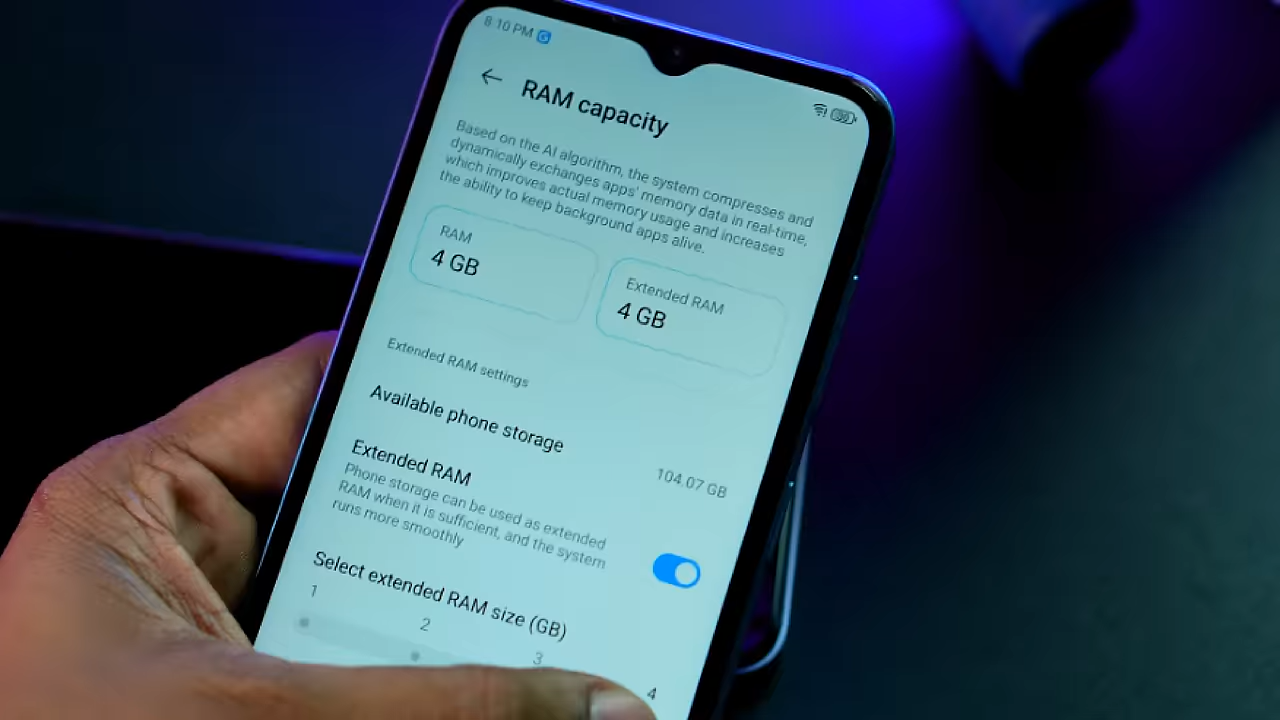 8:10 PM
RAM capacity
Based on the AI algorithm, the system compresses and
dynamically exchanges apps' memory data in real-time,
which improves actual memory usage and increases
the ability to keep background apps alive.
RAM
4 GB
Extended RAM
4 GB
Extended RAM settings
Available phone storage
104.07 GB
Extended RAM
Phone storage can be used as extended
RAM when it is sufficient, and the system
runs more smoothly
Select extended RAM size (GB)
1
2
3
4